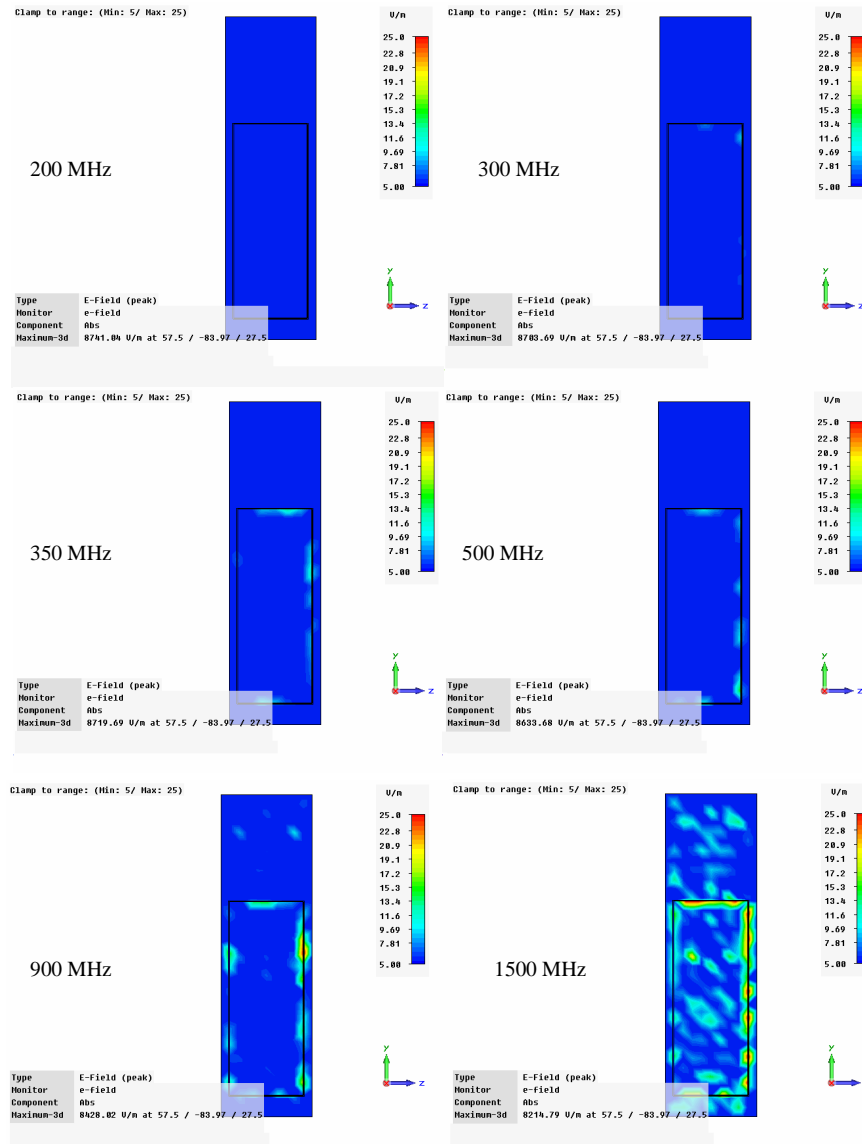 Clamp to range: (Min: 5/ Max: 25)
V/m
25.0
22.8
20.9
19.1
17.2
15.3
13.4
11.6
9.69
7.81
5.00
200 MHz
y
z
Type E-Field (peak)
Monitor e-field
Component Abs
Maximum-3d 8741.04 V/m at 57.5 / -83.97 / 27.5
Clamp to range: (Min: 5/ Max: 25)
V/m
25.0
22.8
20.9
19.1
17.2
15.3
13.4
11.6
9.69
7.81
5.00
300 MHz
y
z
Type E-Field (peak)
Monitor e-field
Component Abs
Maximum-3d 8703.69 V/m at 57.5 / -83.97 / 27.5
Clamp to range: (Min: 5/ Max: 25)
V/m
25.0
22.8
20.9
19.1
17.2
15.3
13.4
11.6
9.69
7.81
5.00
350 MHz
y
z
Type E-Field (peak)
Monitor e-field
Component Abs
Maximum-3d 8719.69 V/m at 57.5 / -83.97 / 27.5
Clamp to range: (Min: 5/ Max: 25)
V/m
25.0
22.8
20.9
19.1
17.2
15.3
13.4
11.6
9.69
7.81
5.00
500 MHz
y
z
Type E-Field (peak)
Monitor e-field
Component Abs
Maximum-3d 8633.68 V/m at 57.5 / -83.97 / 27.5
Clamp to range: (Min: 5/ Max: 25)
V/m
25.0
22.8
20.9
19.1
17.2
15.3
13.4
11.6
9.69
7.81
5.00
900 MHz
y
z
Type E-Field (peak)
Monitor e-field
Component Abs
Maximum-3d 8428.02 V/m at 57.5 / -83.97 / 27.5
Clamp to range: (Min: 5/ Max: 25)
V/m
25.0
22.8
20.9
19.1
17.2
15.3
13.4
11.6
9.69
7.81
5.00
1500 MHz
y
Type E-Field (peak)
Monitor e-field
Component Abs
Maximum-3d 8214.79 V/m at 57.5 / -83.97 / 27.5